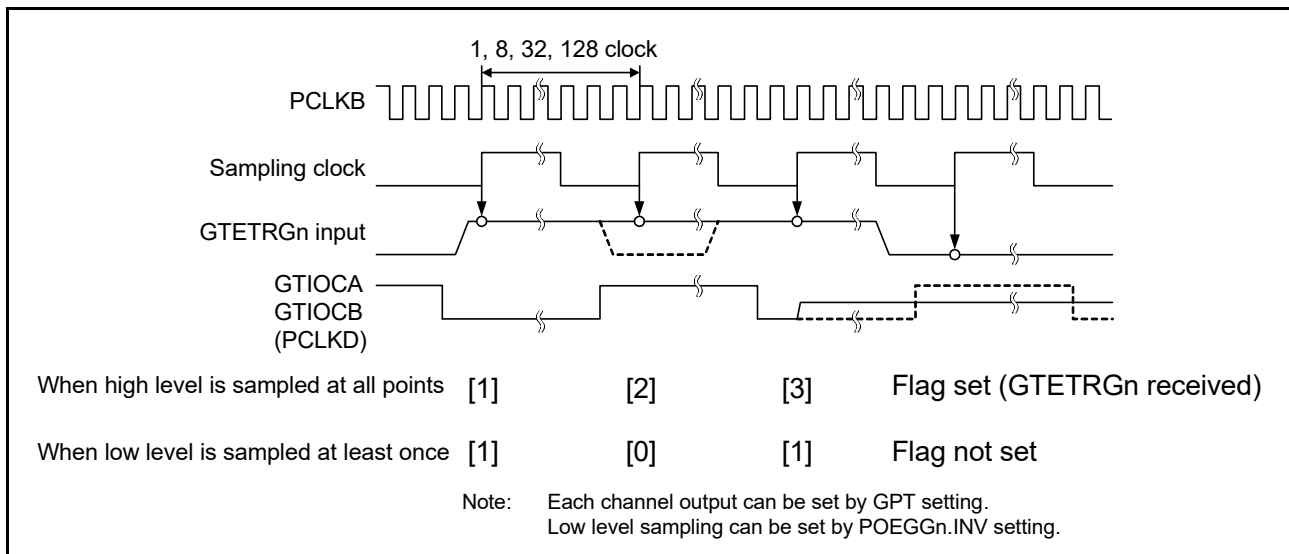 1, 8, 32, 128 clock
PCLKB
Sampling clock
GTETRGn input
GTIOCA
GTIOCB
(PCLKD)
When high level is sampled at all points [1] [2] [3] Flag set (GTETRGn received)
When low level is sampled at least once [1] [0] [1] Flag not set
Note: Each channel output can be set by GPT setting.
Low level sampling can be set by POEGGn.INV setting.